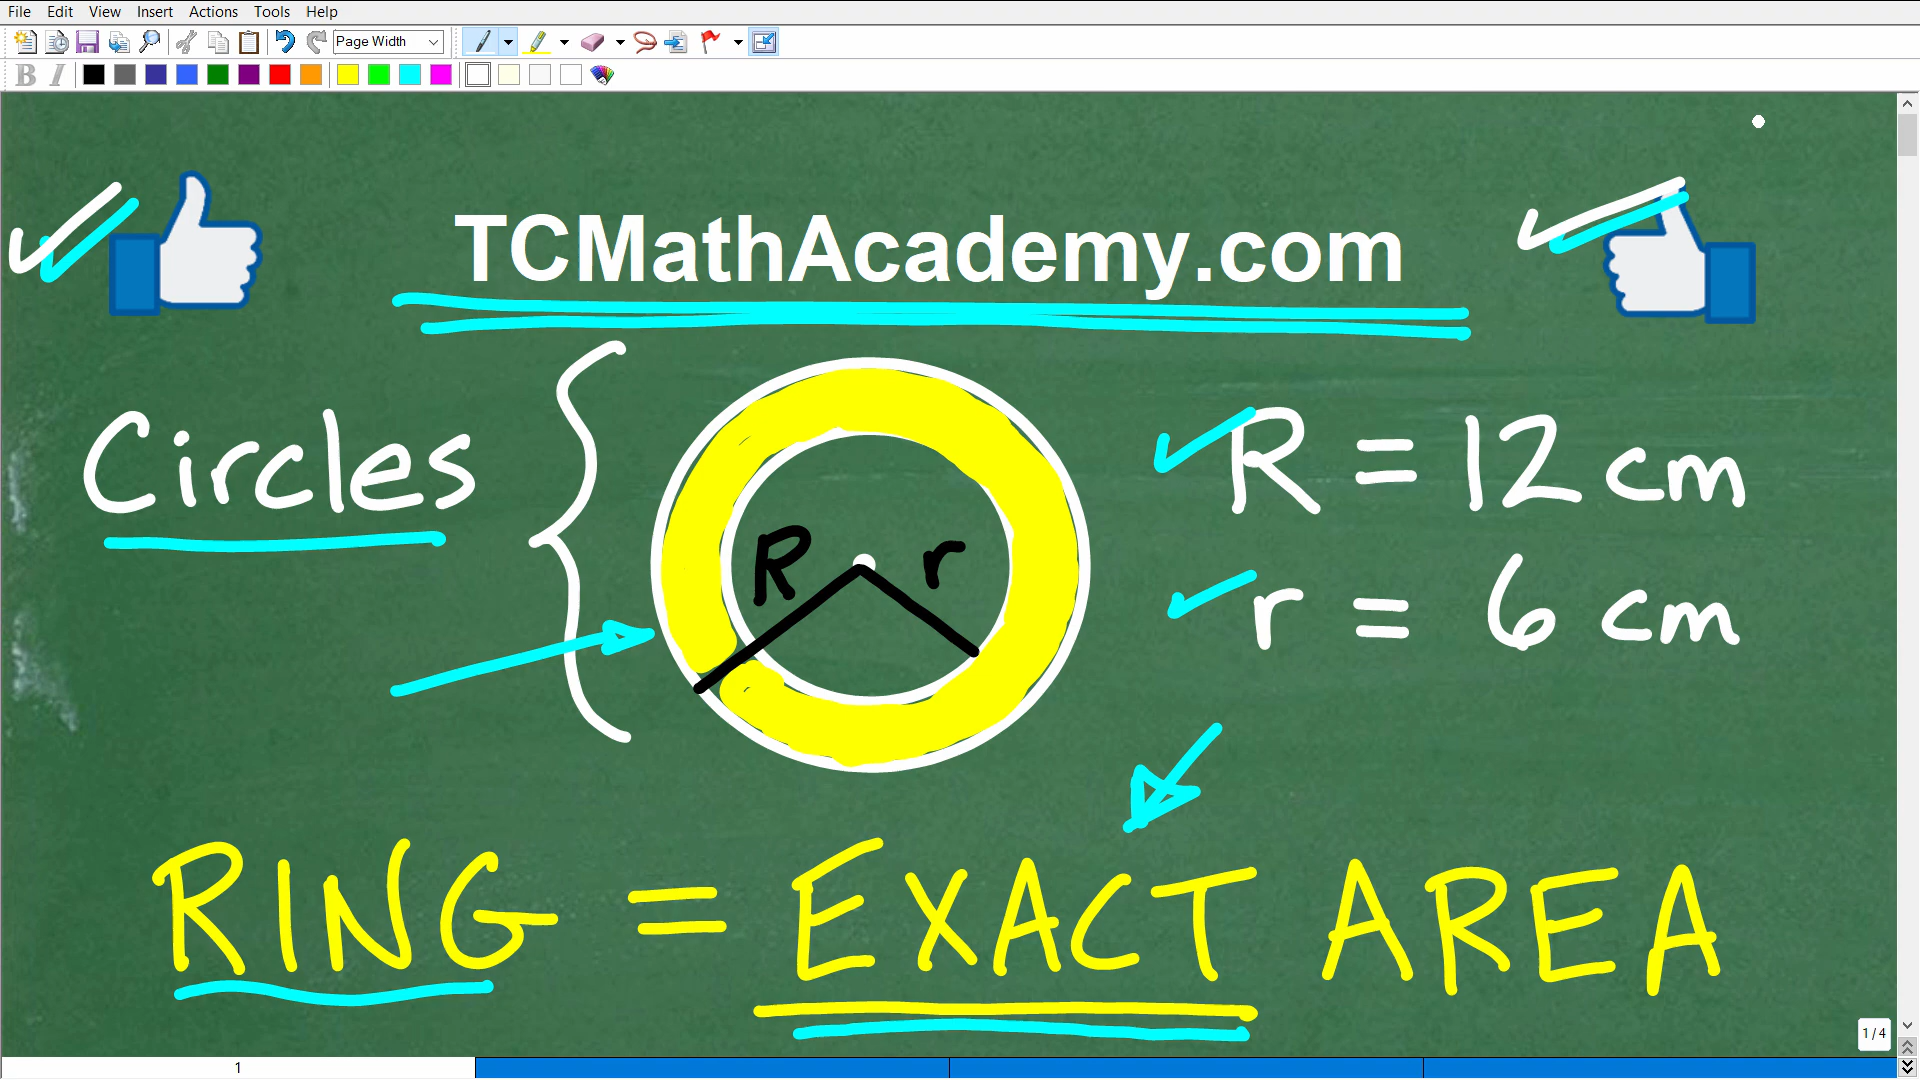 File Edit View Insert Actions Tools Help
Page Width
B I
TCMathAcademy.com
Circles
R = 12 cm
R r
r = 6 cm
RING = EXACT AREA
1 / 4
1